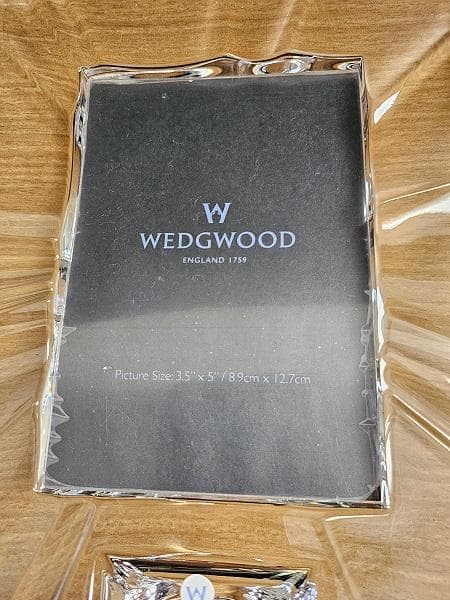 W
WEDGWOOD
ENGLAND 1759
Picture Size: 3.5" x 5" / 8.9cm x 12.7cm
W